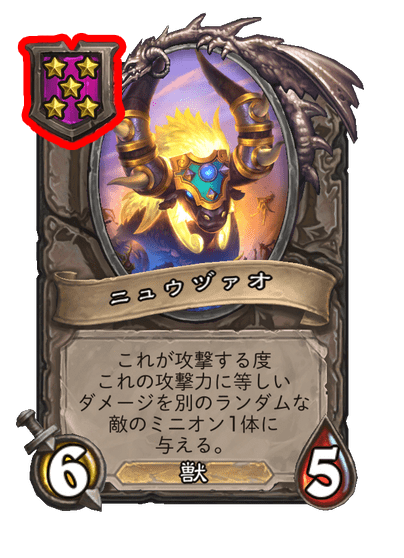 ニュウヅァオ
これが攻撃する度
これの攻撃力に等しい
ダメージを別のランダムな
敵のミニオン1体に
与える。
6
獣
5